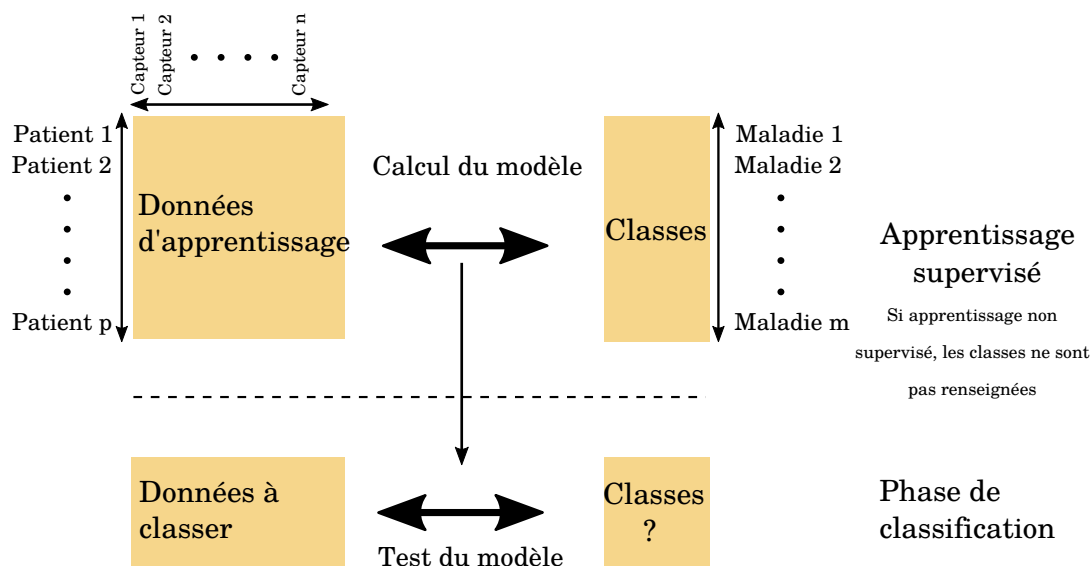 Capteur 1
Capteur 2
Capteur n
Patient 1
Patient 2
Patient p
Données
d'apprentissage
Calcul du modèle
Classes
Maladie 1
Maladie 2
Maladie m
Apprentissage
supervisé
Si apprentissage non
supervisé, les classes ne sont
pas renseignées
Données à
classer
Test du modèle
Classes
?
Phase de
classification